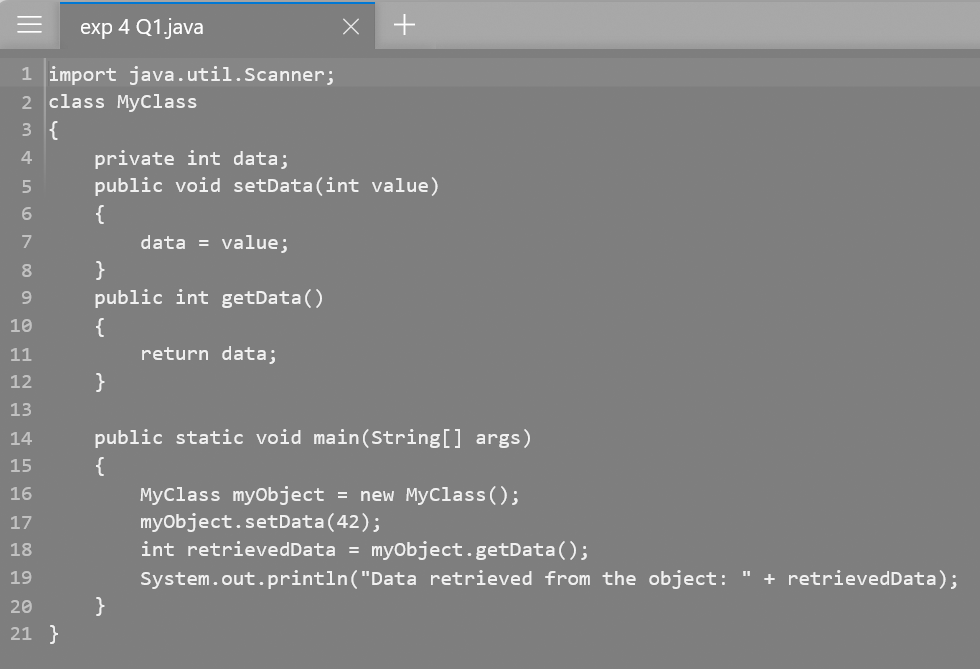 exp 4 Q1.java
1 import java.util.Scanner;
2 class MyClass
3 {
4     private int data;
5     public void setData(int value)
6     {
7         data = value;
8     }
9     public int getData()
10     {
11         return data;
12     }
13
14     public static void main(String[] args)
15     {
16         MyClass myObject = new MyClass();
17         myObject.setData(42);
18         int retrievedData = myObject.getData();
19         System.out.println("Data retrieved from the object: " + retrievedData);
20     }
21 }